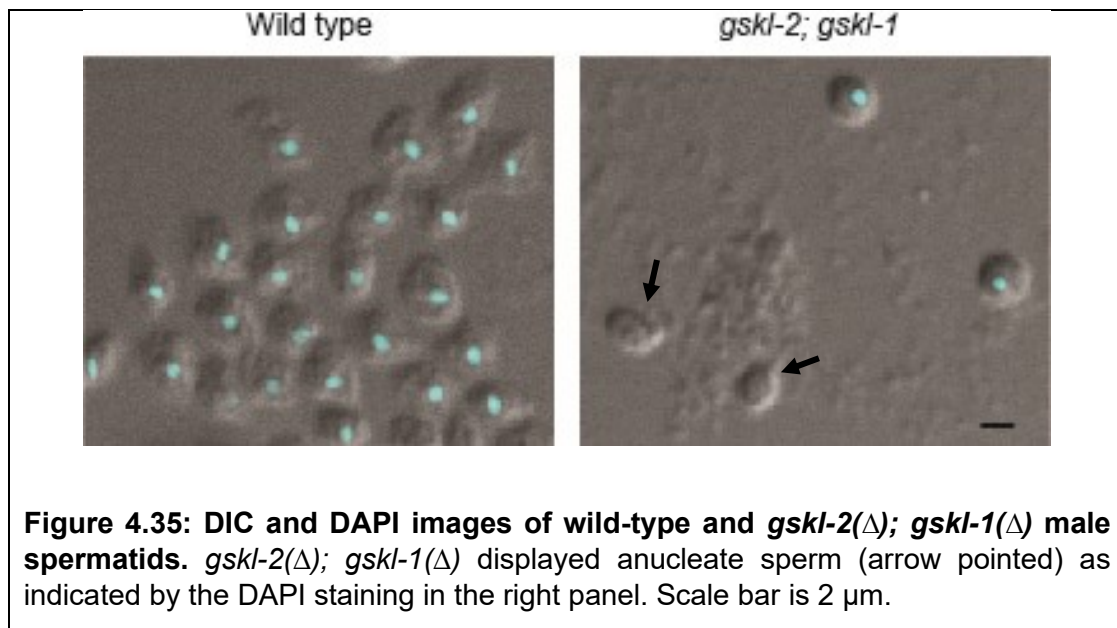 Wild type
gskl-2; gskl-1
Figure 4.35: DIC and DAPI images of wild-type and gskl-2(Δ); gskl-1(Δ) male
spermatids. gskl-2(Δ); gskl-1(Δ) displayed anucleate sperm (arrow pointed) as
indicated by the DAPI staining in the right panel. Scale bar is 2 μm.